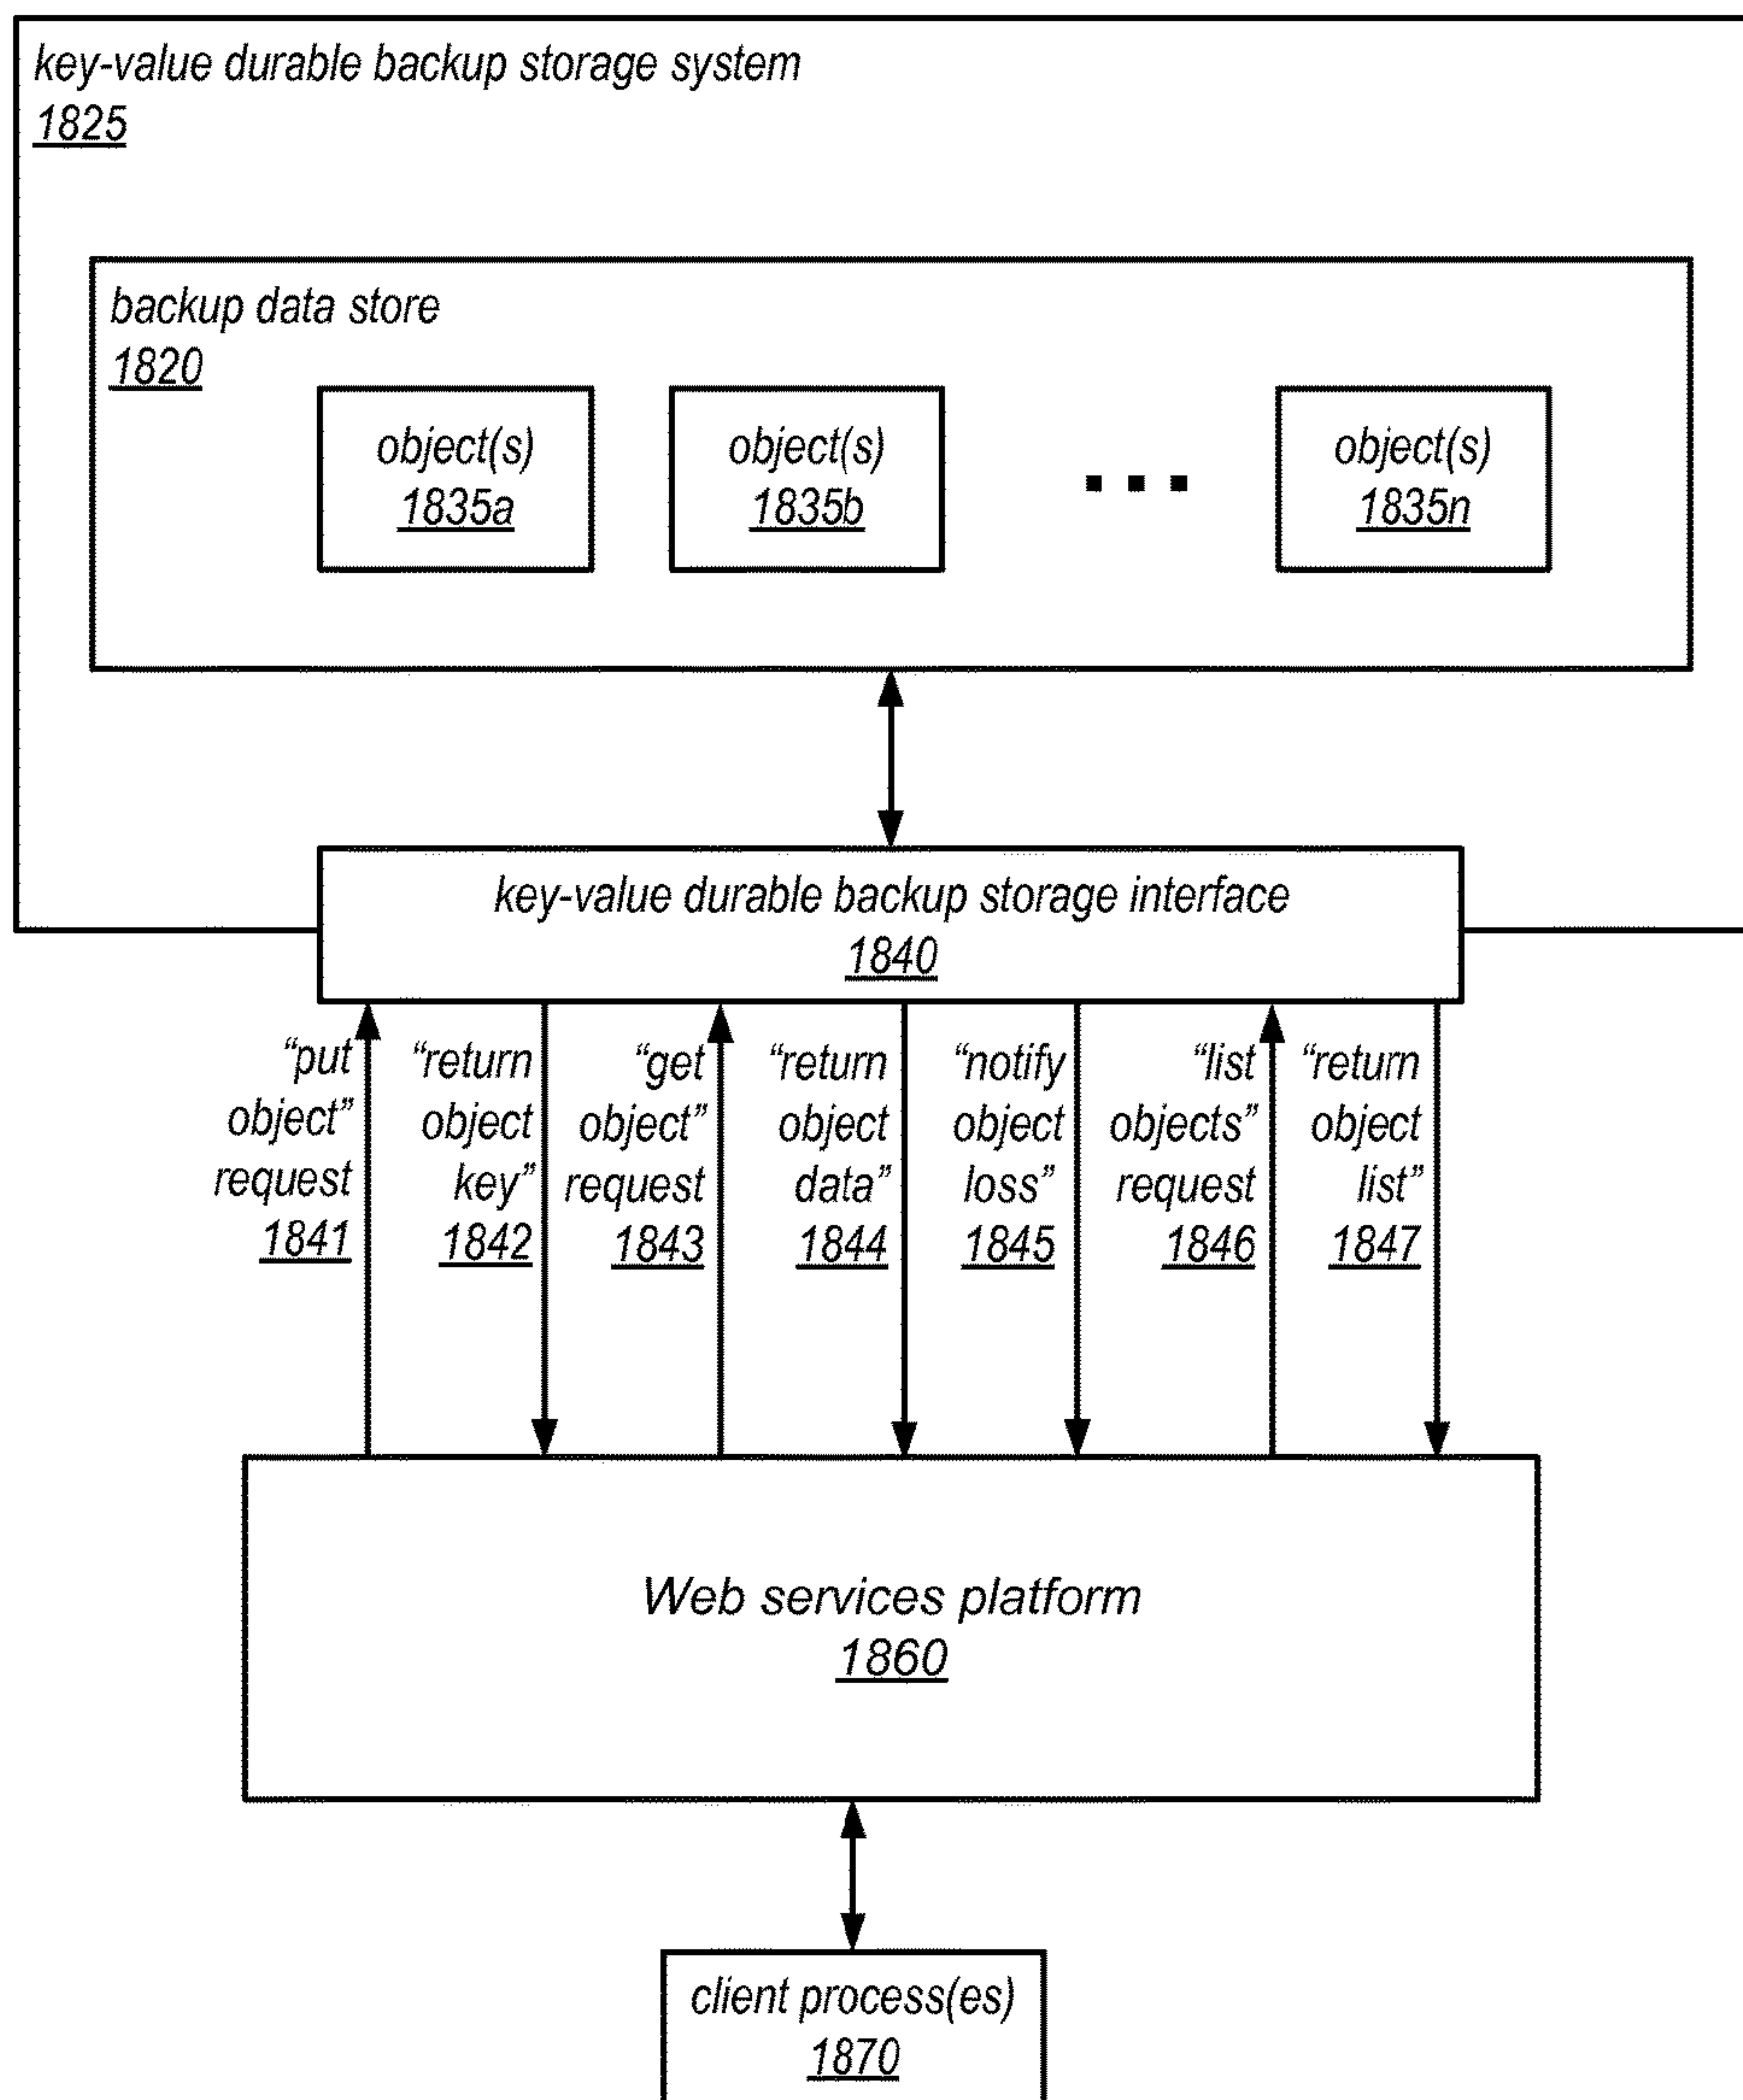 key-value durable backup storage system
1825
backup data store
1820
object(s)
1835a
object(s)
1835b
object(s)
1835n
key-value durable backup storage interface
1840
“put
object”
request
1841
“return
object
key”
1842
“get
object”
request
1843
“return
object
data”
1844
“notify
object
loss”
1845
“list
objects”
request
1846
“return
object
list”
1847
Web services platform
1860
client process(es)
1870